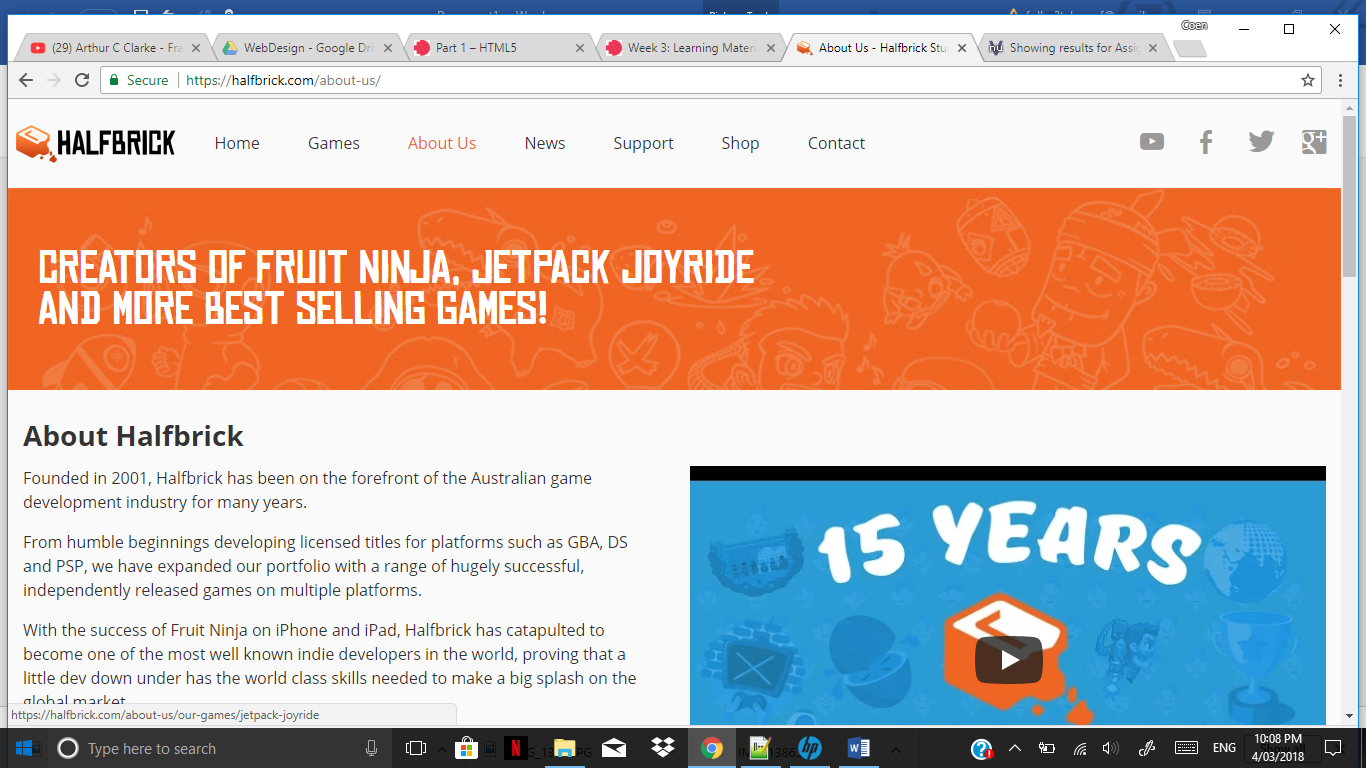 Coen
(29) Arthur C Clarke - Fra
WebDesign - Google Dri
Part 1 – HTML5
Week 3: Learning Materi
About Us - Halfbrick Stu
Showing results for Assig
Secure
https://halfbrick.com/about-us/
HALFBRICK
Home
Games
About Us
News
Support
Shop
Contact
CREATORS OF FRUIT NINJA, JETPACK JOYRIDE
AND MORE BEST SELLING GAMES!
About Halfbrick
Founded in 2001, Halfbrick has been on the forefront of the Australian game
development industry for many years.
From humble beginnings developing licensed titles for platforms such as GBA, DS
and PSP, we have expanded our portfolio with a range of hugely successful,
independently released games on multiple platforms.
With the success of Fruit Ninja on iPhone and iPad, Halfbrick has catapulted to
become one of the most well known indie developers in the world, proving that a
little dev down under has the world class skills needed to make a big splash on the
global market
15 YEARS
https://halfbrick.com/about-us/our-games/jetpack-joyride
Type here to search
ENG
10:08 PM
4/03/2018